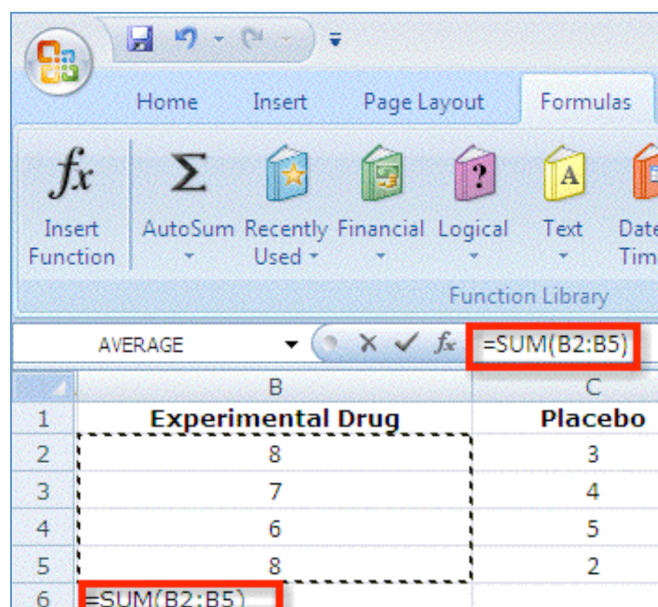 Home Insert Page Layout Formulas
fx Σ ? A
Insert Function AutoSum Recently Used Financial Logical Text Date Tim
Function Library
AVERAGE fx =SUM(B2:B5)
B C
1 Experimental Drug Placebo
2 8 3
3 7 4
4 6 5
5 8 2
6 =SUM(B2:B5)